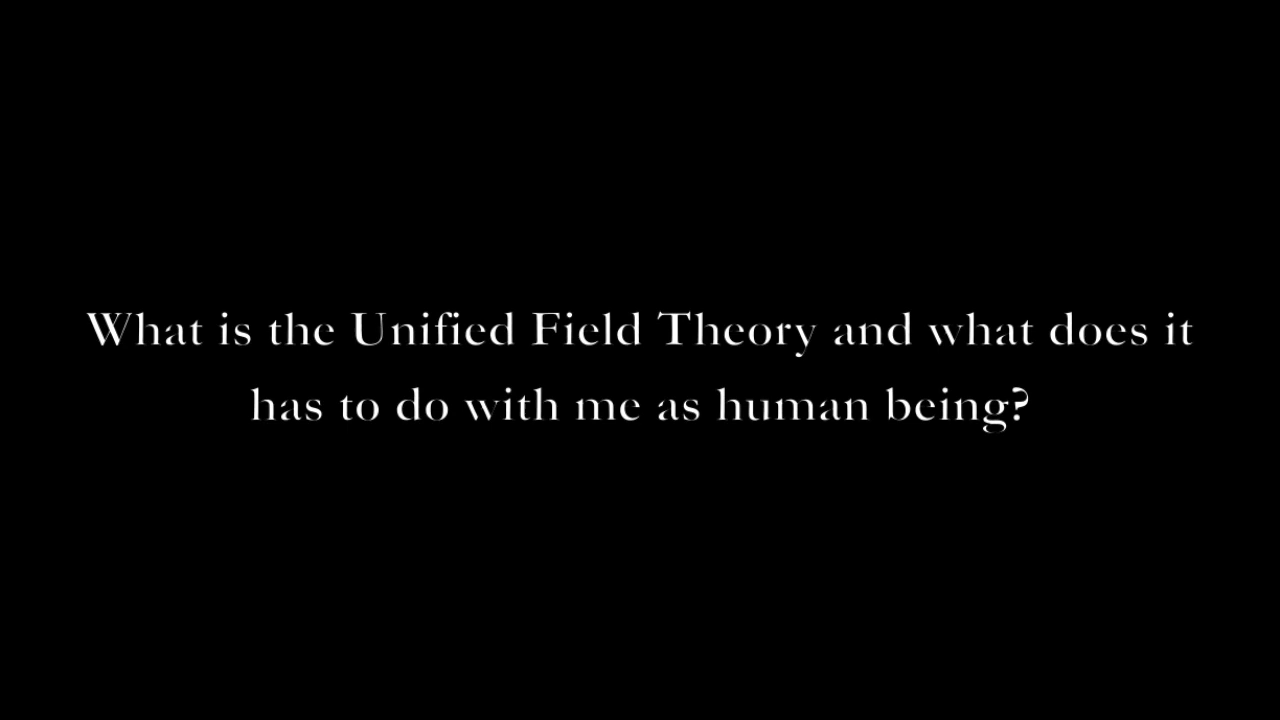 What is the Unified Field Theory and what does it
has to do with me as human being?